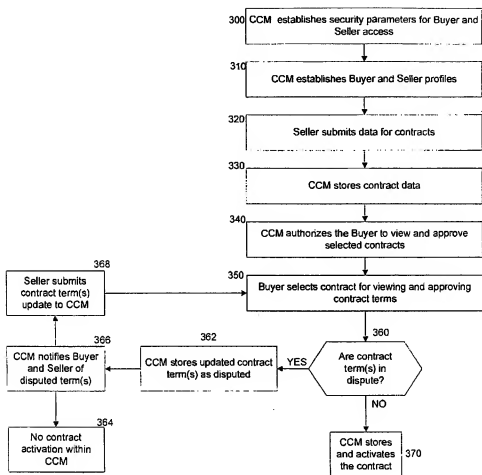 300
CCM establishes security parameters for Buyer and
Seller access
310
CCM establishes Buyer and Seller profiles
320
Seller submits data for contracts
330
CCM stores contract data
340
CCM authorizes the Buyer to view and approve
selected contracts
350
Buyer selects contract for viewing and approving
contract terms
360
Are contract
term(s) in
dispute?
YES
NO
362
CCM stores updated contract
term(s) as disputed
366
CCM notifies Buyer
and Seller of
disputed term(s)
368
Seller submits
contract term(s)
update to CCM
364
No contract
activation within
CCM
CCM stores
and activates
the contract
370